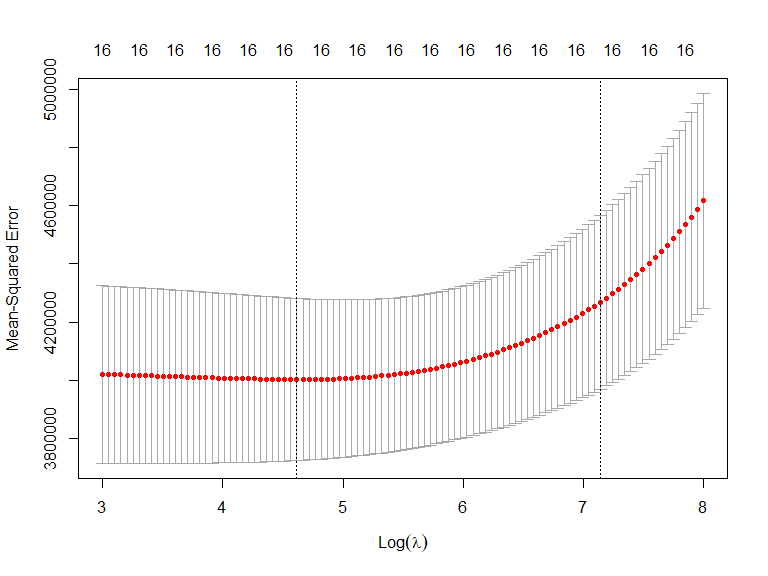 16 16 16 16 16 16 16 16 16 16 16 16 16 16 16 16 16
5000000
4600000
4200000
3800000
Mean-Squared Error
3 4 5 6 7 8
Log(λ)